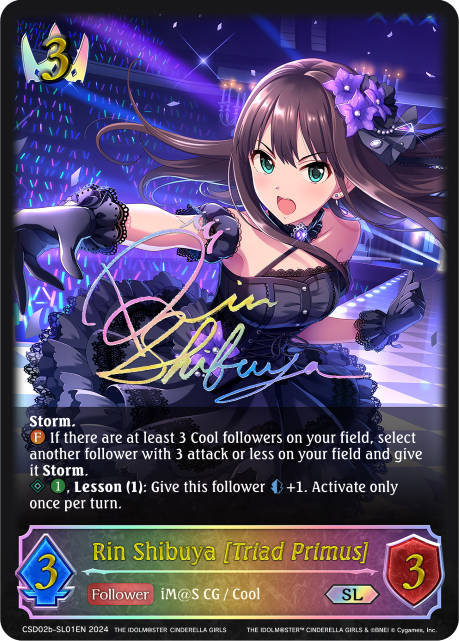 3
Rin
Shibuya
Storm.
F If there are at least 3 Cool followers on your field, select
another follower with 3 attack or less on your field and give
it Storm.
1, Lesson (1): Give this follower +1. Activate only
once per turn.
Rin Shibuya [Triad Primus]
3
Follower iM@S CG / Cool
SL
3
CSD02b-SL01EN 2024 THE IDOLM@STER CINDERELLA GIRLS THE IDOLM@STER™ CINDERELLA GIRLS & ©BNEI © Cygames, Inc.